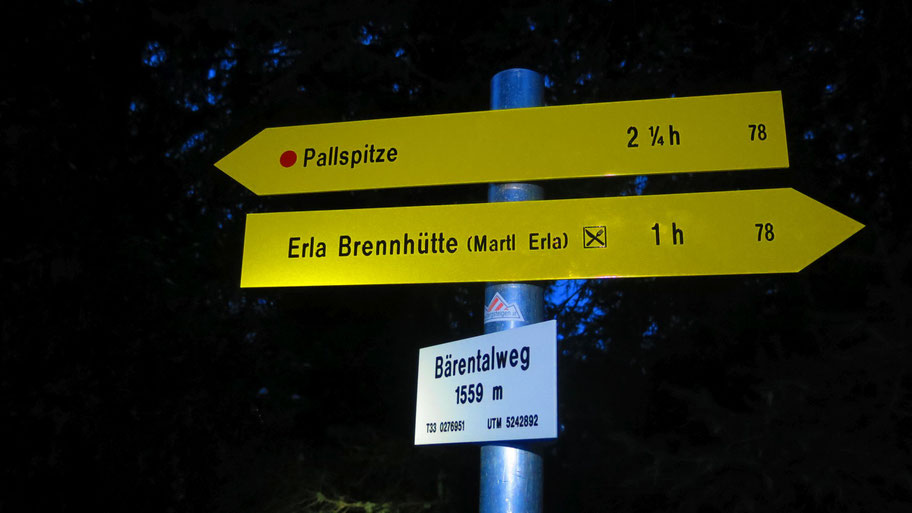 Pallspitze 2 ¼ h 78
Erla Brennhütte (Martl Erla) 1 h 78
Bärentalweg
1559 m
T33 0276951 UTM 5242892